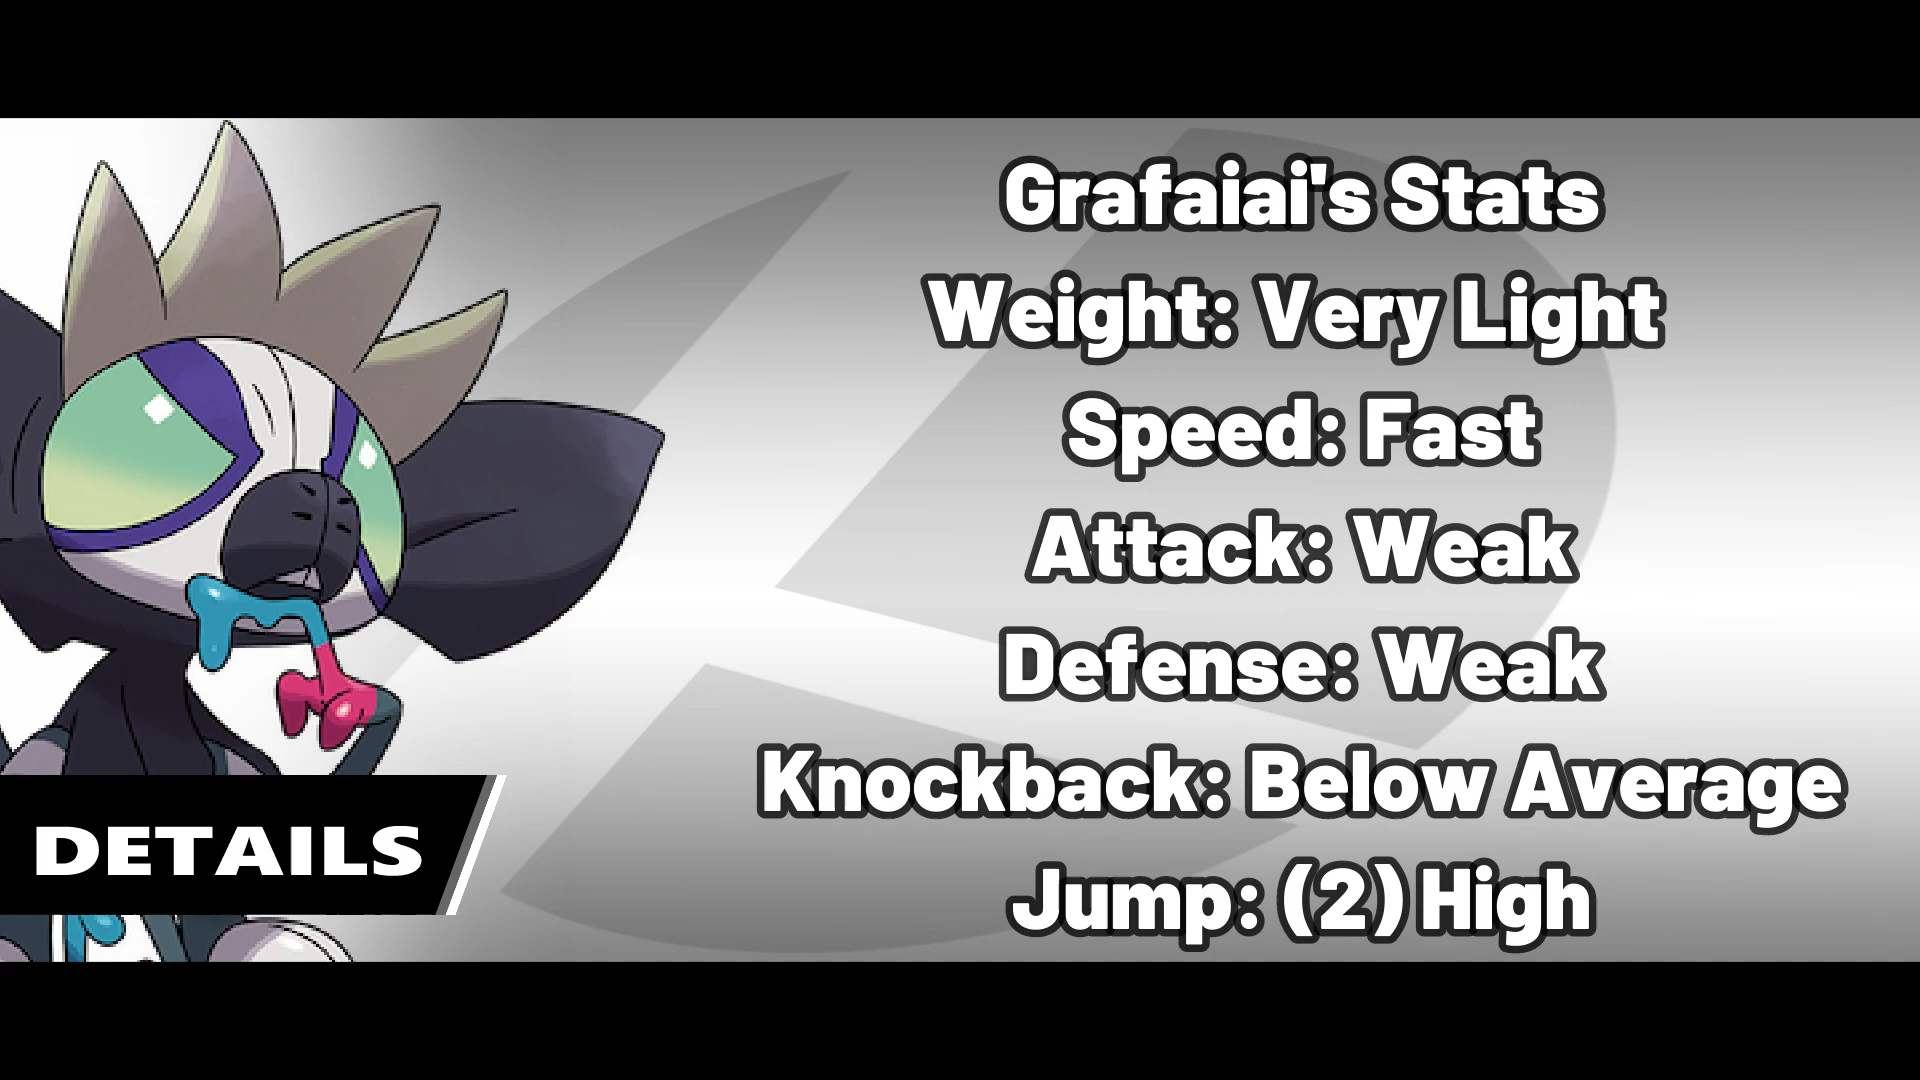 Grafaiai's Stats
Weight: Very Light
Speed: Fast
Attack: Weak
Defense: Weak
Knockback: Below Average
Jump: (2) High
DETAILS